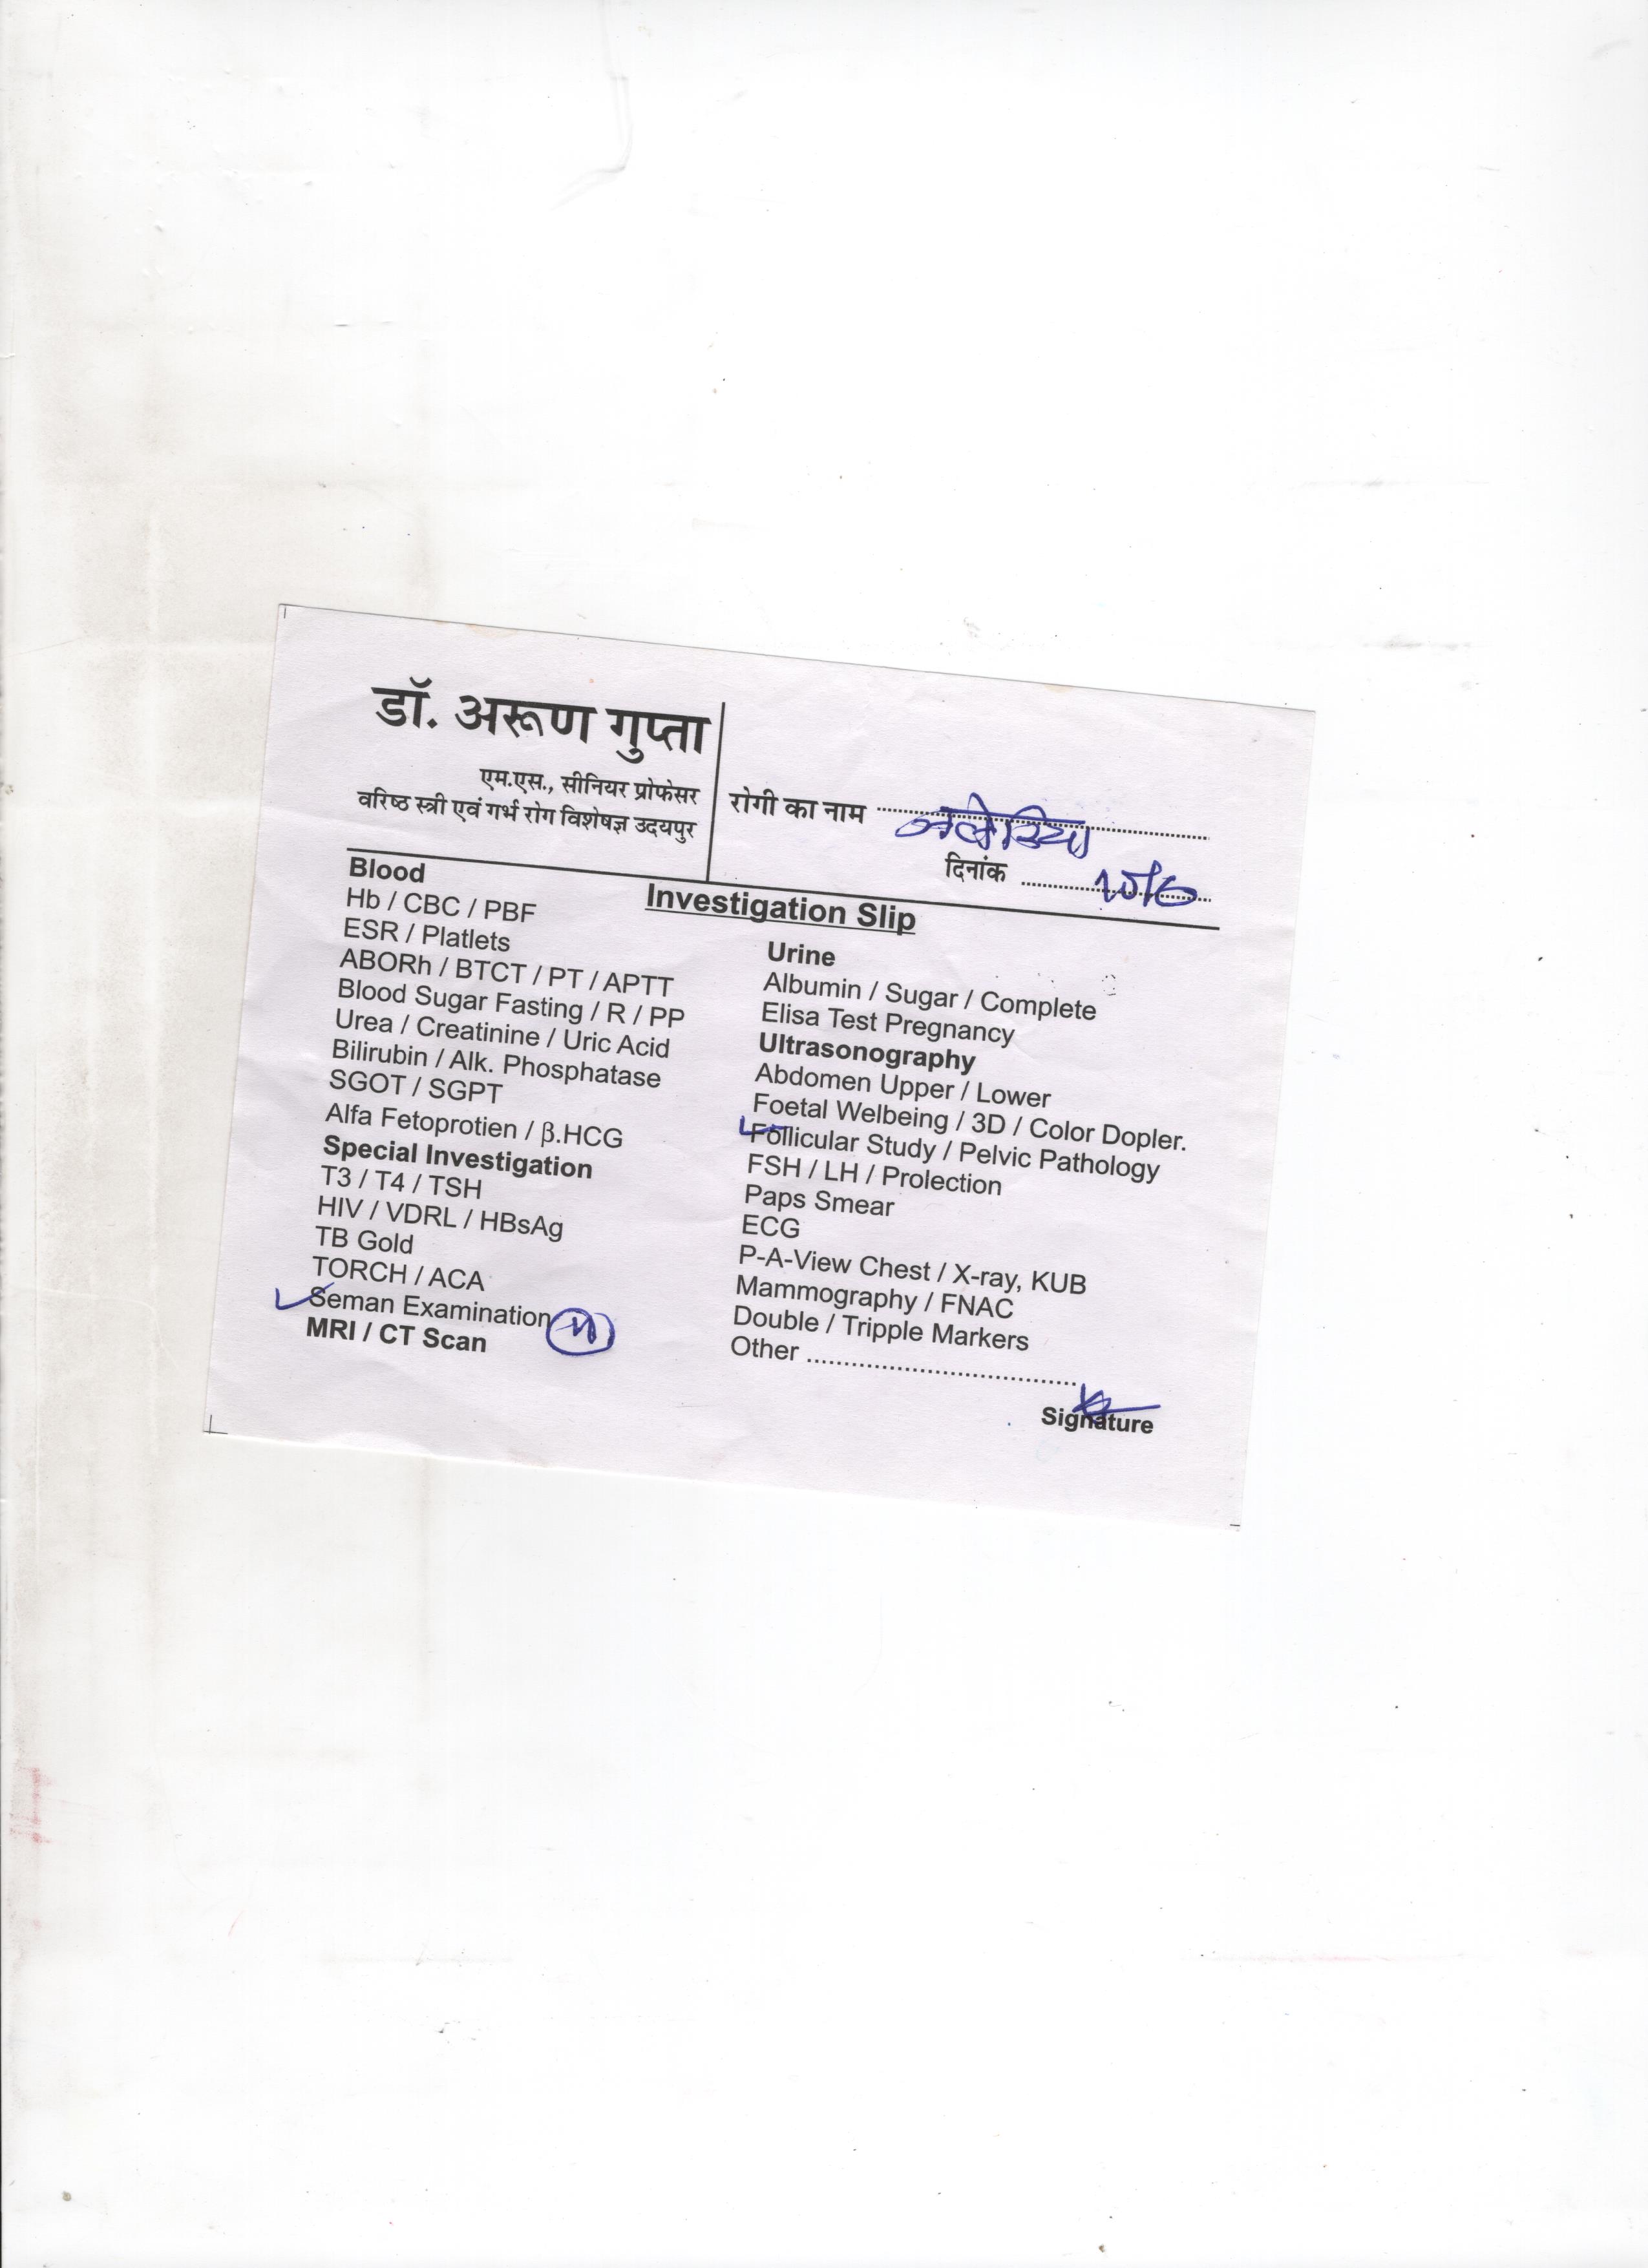 डॉ. अरूण गुप्ता
एम.एस., सीनियर प्रोफेसर
वरिष्ठ स्त्री एवं गर्भ रोग विशेषज्ञ उदयपुर
रोगी का नाम
दिनांक 10/6
Investigation Slip
Blood
Hb / CBC / PBF
ESR / Platlets
ABORh / BTCT / PT / APTT
Blood Sugar Fasting / R / PP
Urea / Creatinine / Uric Acid
Bilirubin / Alk. Phosphatase
SGOT / SGPT
Alfa Fetoprotien / β.HCG
Special Investigation
T3 / T4 / TSH
HIV / VDRL / HBsAg
TB Gold
TORCH / ACA
Seman Examination
MRI / CT Scan
Urine
Albumin / Sugar / Complete
Elisa Test Pregnancy
Ultrasonography
Abdomen Upper / Lower
Foetal Welbeing / 3D / Color Dopler.
Follicular Study / Pelvic Pathology
FSH / LH / Prolection
Paps Smear
ECG
P-A-View Chest / X-ray, KUB
Mammography / FNAC
Double / Tripple Markers
Other
Signature